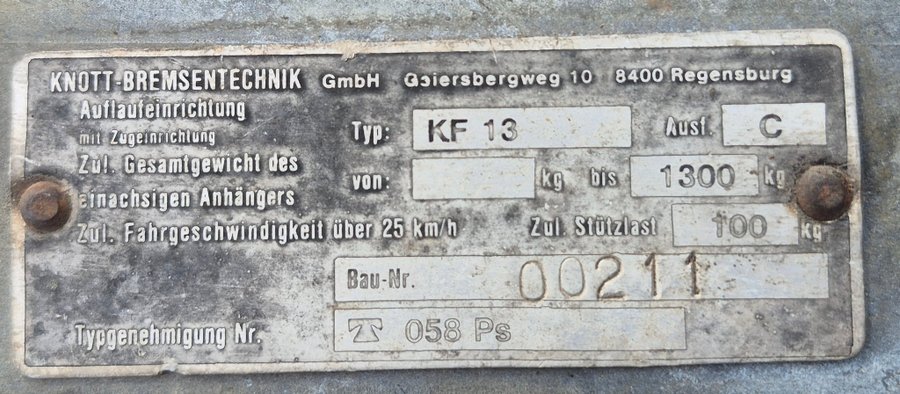 KNOTT-BREMSENTECHNIK GmbH Gaiersbergweg 10 8400 Regensburg
Auflaufeinrichtung
mit Zugeinrichtung Typ: KF 13 Ausf. C
Zul. Gesamtgewicht des
einachsigen Anhängers von: kg bis 1300 kg
Zul. Fahrgeschwindigkeit über 25 km/h Zul. Stützlast 100 kg
Bau-Nr. 00211
Typgenehmigung Nr. 058 Ps